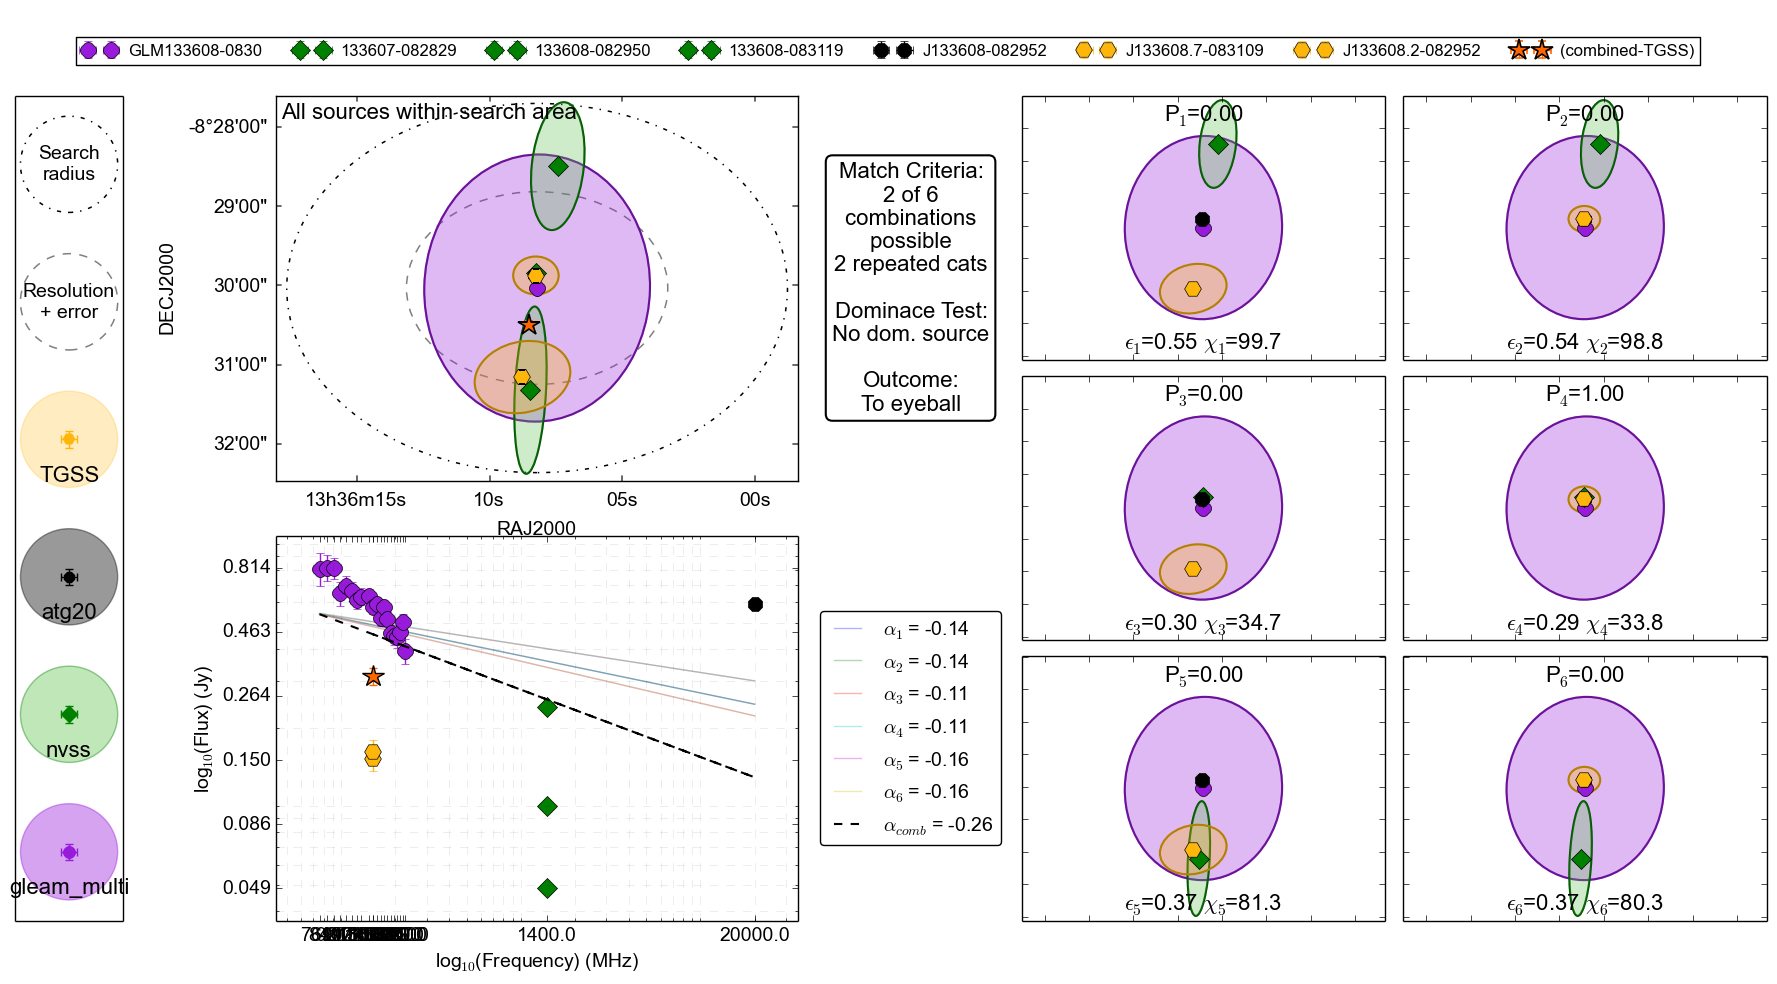 GLM133608-0830 133607-082829 133608-082950 133608-083119 J133608-082952 J133608.7-083109 J133608.2-082952 (combined-TGSS)
Search
radius
Resolution
+ error
TGSS
atg20
nvss
gleam_multi
All sources within search area
-8°28'00"
29'00"
30'00"
31'00"
32'00"
DECJ2000
13h36m15s 10s 05s 00s
RAJ2000
Match Criteria:
2 of 6
combinations
possible
2 repeated cats
Dominace Test:
No dom. source
Outcome:
To eyeball
0.814
0.463
0.264
0.150
0.086
0.049
log10(Flux) (Jy)
1400.0 20000.0
log10(Frequency) (MHz)
α1 = -0.14
α2 = -0.14
α3 = -0.11
α4 = -0.11
α5 = -0.16
α6 = -0.16
αcomb = -0.26
P1=0.00
ϵ1=0.55 χ1=99.7
P2=0.00
ϵ2=0.54 χ2=98.8
P3=0.00
ϵ3=0.30 χ3=34.7
P4=1.00
ϵ4=0.29 χ4=33.8
P5=0.00
ϵ5=0.37 χ5=81.3
P6=0.00
ϵ6=0.37 χ6=80.3